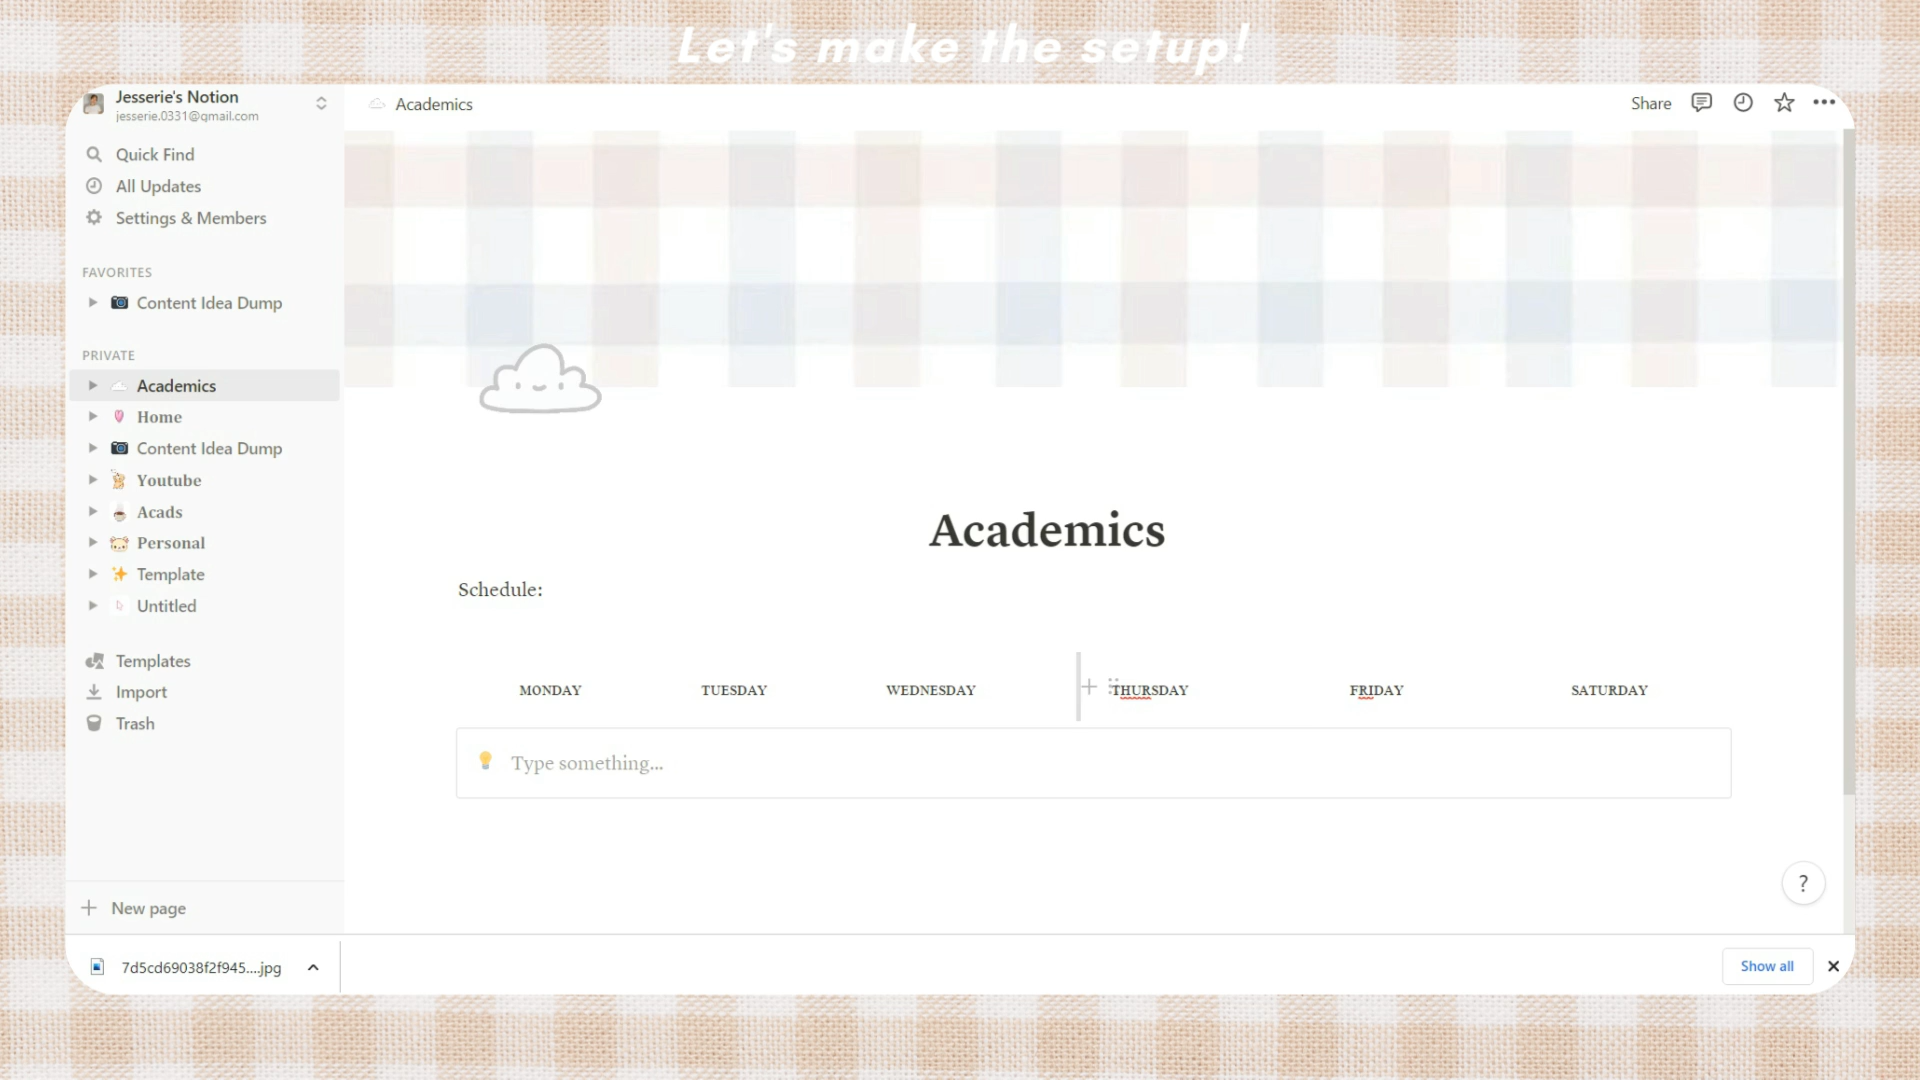 Let's make the setup!
Jesserie's Notion
jesserie.0331@gmail.com
Academics
Share
Quick Find
All Updates
Settings & Members
FAVORITES
Content Idea Dump
PRIVATE
Academics
Home
Content Idea Dump
Youtube
Acads
Personal
Template
Untitled
Templates
Import
Trash
New page
Academics
Schedule:
MONDAY TUESDAY WEDNESDAY THURSDAY FRIDAY SATURDAY
Type something...
?
7d5cd69038f2f945....jpg
Show all